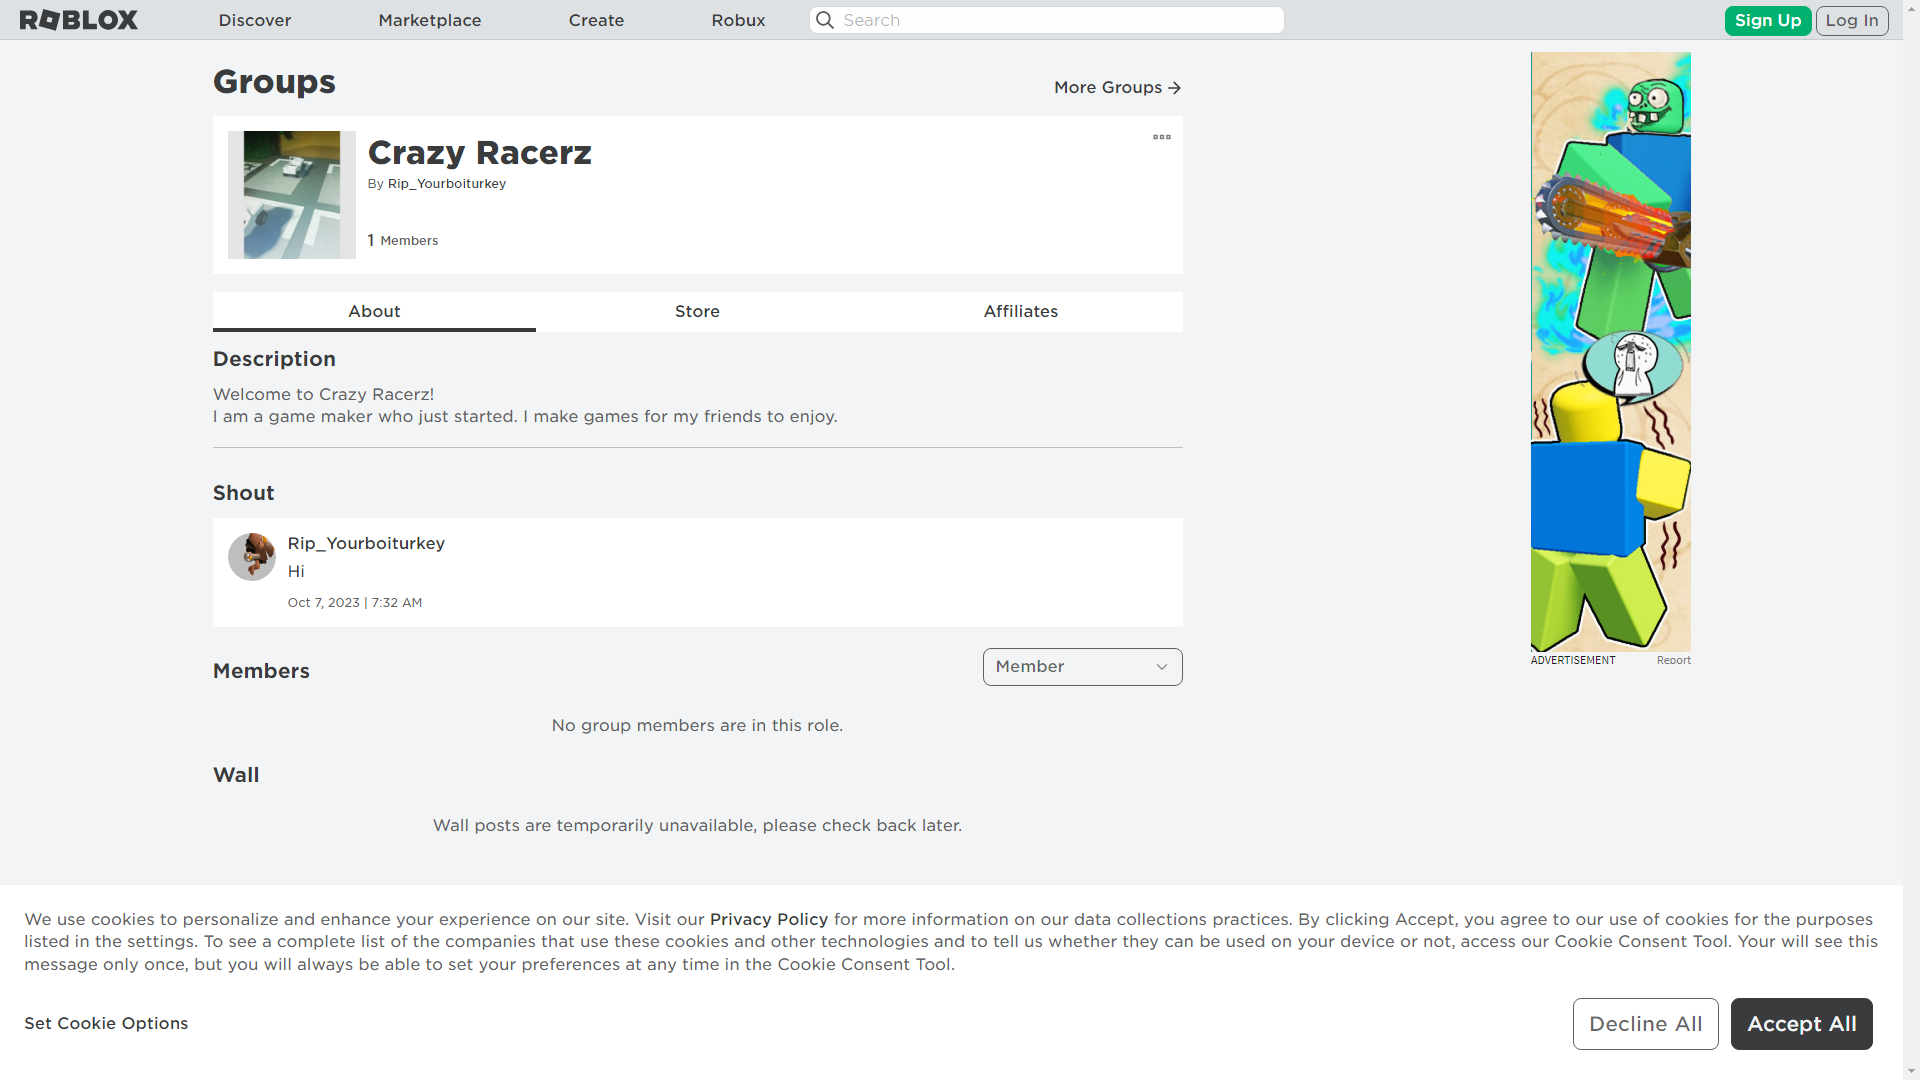 ROBLOX
Discover
Marketplace
Create
Robux
Search
Sign Up
Log In
Groups
More Groups
Crazy Racerz
By Rip_Yourboiturkey
1 Members
About
Store
Affiliates
Description
Welcome to Crazy Racerz!
I am a game maker who just started. I make games for my friends to enjoy.
Shout
Rip_Yourboiturkey
Hi
Oct 7, 2023 | 7:32 AM
Members
Member
No group members are in this role.
Wall
Wall posts are temporarily unavailable, please check back later.
ADVERTISEMENT
Report
We use cookies to personalize and enhance your experience on our site. Visit our Privacy Policy for more information on our data collections practices. By clicking Accept, you agree to our use of cookies for the purposes
listed in the settings. To see a complete list of the companies that use these cookies and other technologies and to tell us whether they can be used on your device or not, access our Cookie Consent Tool. Your will see this
message only once, but you will always be able to set your preferences at any time in the Cookie Consent Tool.
Set Cookie Options
Decline All
Accept All